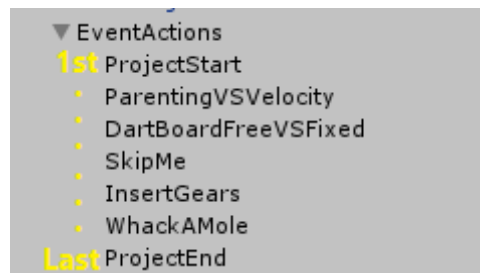 EventActions
1st ProjectStart
ParentingVSVelocity
DartBoardFreeVSFixed
SkipMe
InsertGears
WhackAMole
Last ProjectEnd